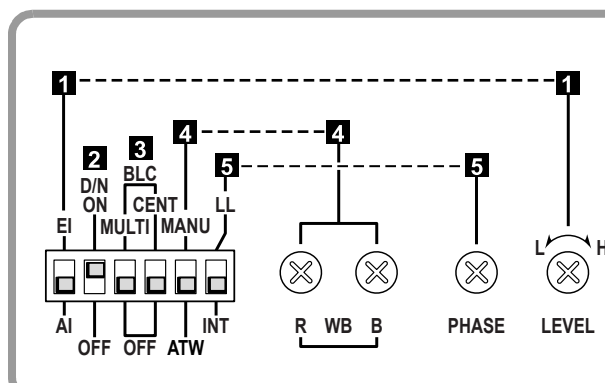 1 1
4 4
2 3
BLC
5 5
D/N
ON CENT LL
EI MULTI MANU
L H
AI INT R WB B PHASE LEVEL
OFF OFF ATW